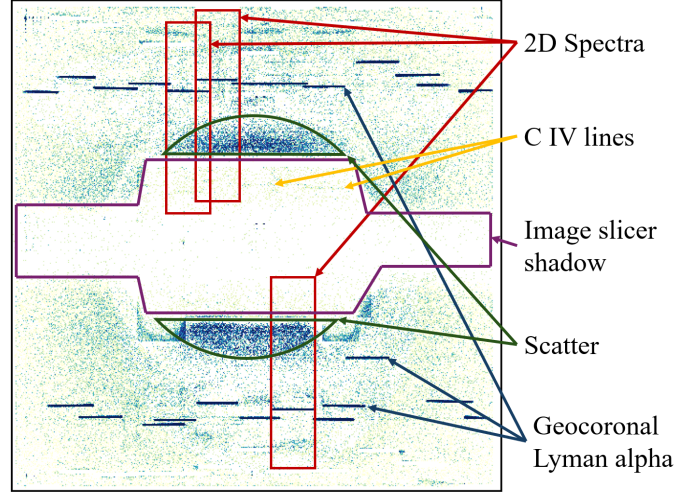 2D Spectra
C IV lines
Image slicer
shadow
Scatter
Geocoronal
Lyman alpha